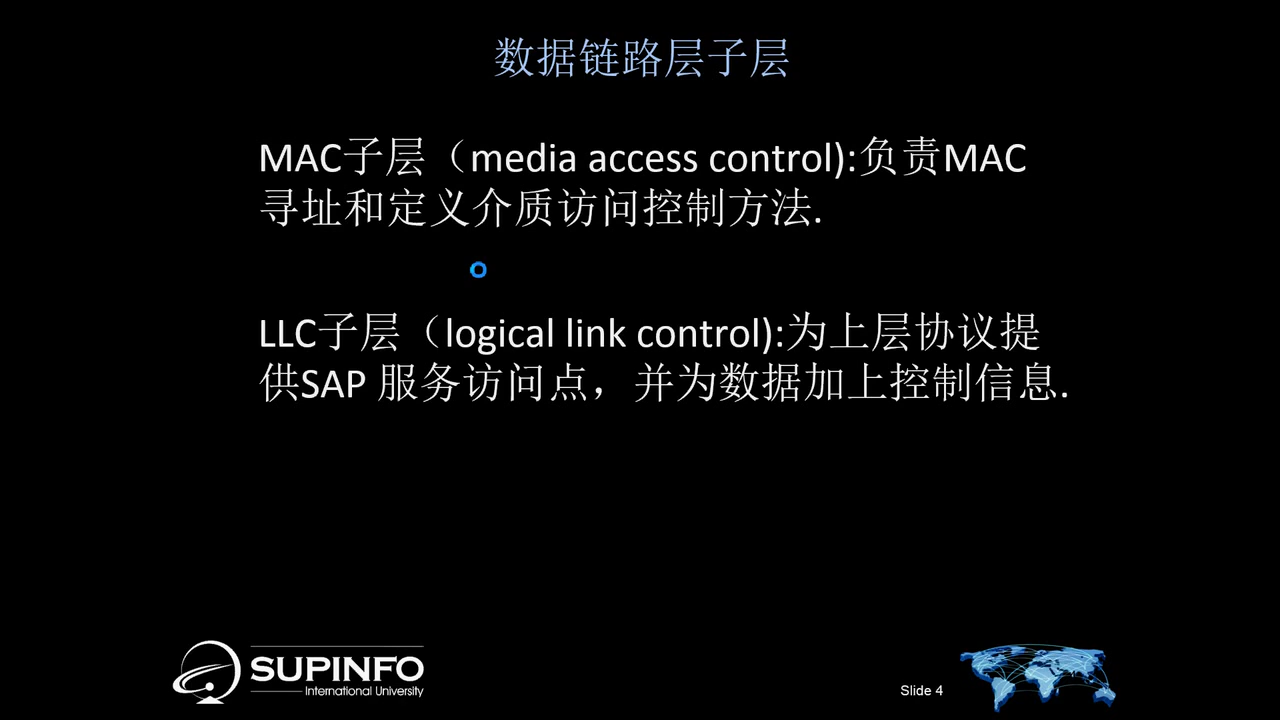 数据链路层子层
MAC子层（media access control):负责MAC
寻址和定义介质访问控制方法.
LLC子层（logical link control):为上层协议提
供SAP 服务访问点，并为数据加上控制信息.
SUPINFO
International University
Slide 4